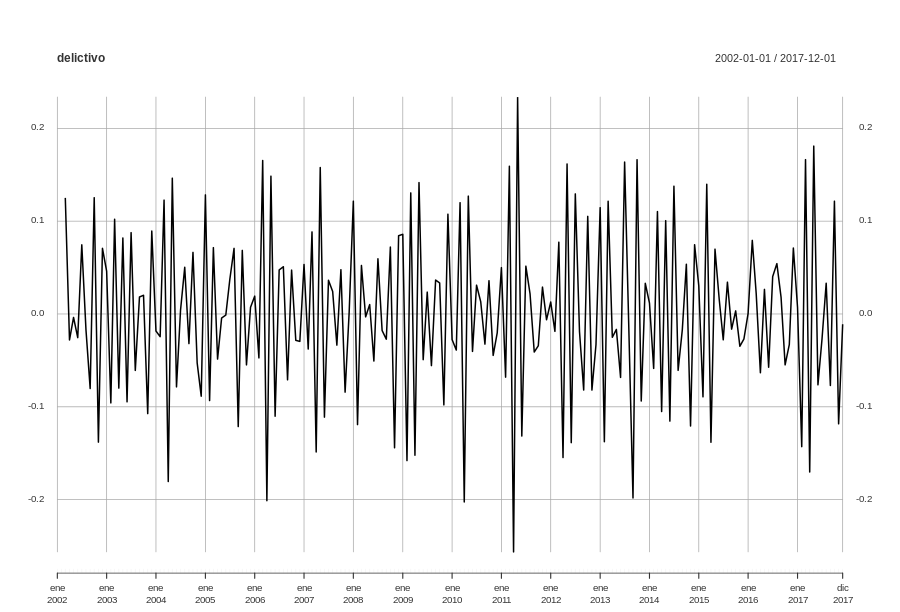 delictivo 2002-01-01 / 2017-12-01
0.2 0.2
0.1 0.1
0.0 0.0
-0.1 -0.1
-0.2 -0.2
ene ene ene ene ene ene ene ene ene ene ene ene ene ene ene ene dic
2002 2003 2004 2005 2006 2007 2008 2009 2010 2011 2012 2013 2014 2015 2016 2017 2017